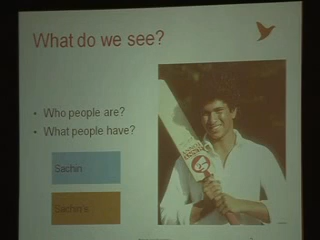 What do we see?
• Who people are?
• What people have?
Sachin
Sachin's